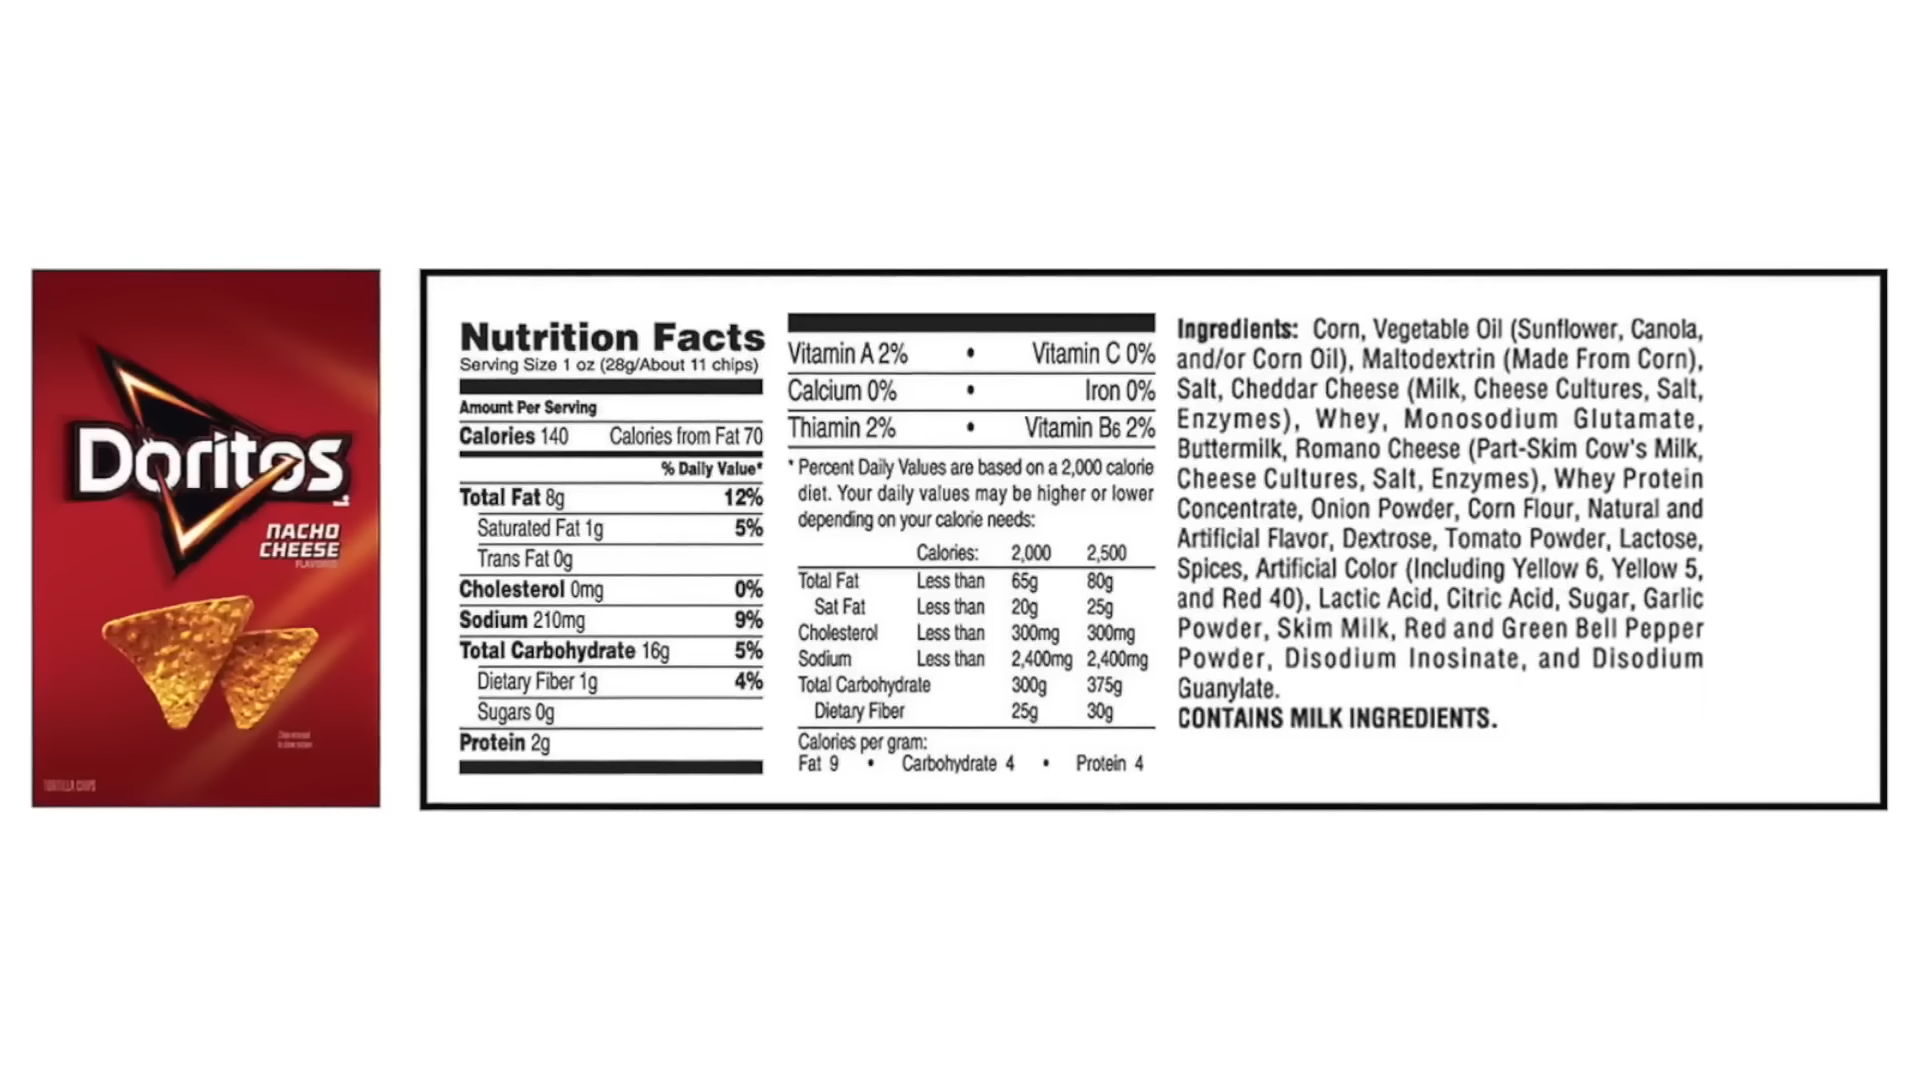 Doritos
NACHO
CHEESE
FLAVORED
TORTILLA CHIPS
Nutrition Facts
Serving Size 1 oz (28g/About 11 chips)
Amount Per Serving
Calories 140 Calories from Fat 70
% Daily Value*
Total Fat 8g 12%
Saturated Fat 1g 5%
Trans Fat 0g
Cholesterol 0mg 0%
Sodium 210mg 9%
Total Carbohydrate 16g 5%
Dietary Fiber 1g 4%
Sugars 0g
Protein 2g
Vitamin A 2% • Vitamin C 0%
Calcium 0% • Iron 0%
Thiamin 2% • Vitamin B6 2%
* Percent Daily Values are based on a 2,000 calorie
diet. Your daily values may be higher or lower
depending on your calorie needs:
Calories: 2,000 2,500
Total Fat Less than 65g 80g
Sat Fat Less than 20g 25g
Cholesterol Less than 300mg 300mg
Sodium Less than 2,400mg 2,400mg
Total Carbohydrate 300g 375g
Dietary Fiber 25g 30g
Calories per gram:
Fat 9 • Carbohydrate 4 • Protein 4
Ingredients: Corn, Vegetable Oil (Sunflower, Canola,
and/or Corn Oil), Maltodextrin (Made From Corn),
Salt, Cheddar Cheese (Milk, Cheese Cultures, Salt,
Enzymes), Whey, Monosodium Glutamate,
Buttermilk, Romano Cheese (Part-Skim Cow's Milk,
Cheese Cultures, Salt, Enzymes), Whey Protein
Concentrate, Onion Powder, Corn Flour, Natural and
Artificial Flavor, Dextrose, Tomato Powder, Lactose,
Spices, Artificial Color (Including Yellow 6, Yellow 5,
and Red 40), Lactic Acid, Citric Acid, Sugar, Garlic
Powder, Skim Milk, Red and Green Bell Pepper
Powder, Disodium Inosinate, and Disodium
Guanylate.
CONTAINS MILK INGREDIENTS.